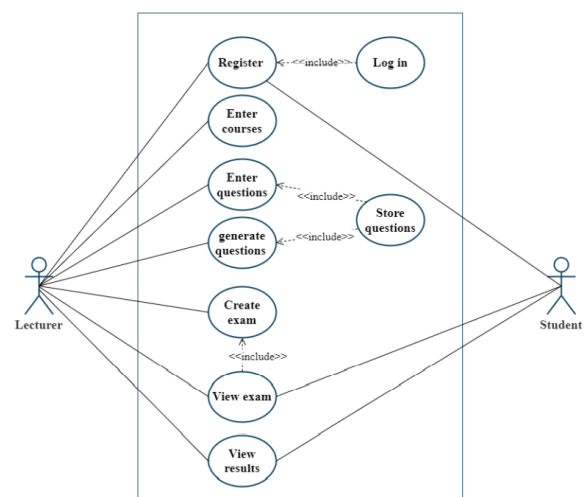 Register
<<include>>
Log in
Enter
courses
Enter
questions
<<include>>
Store
questions
generate
questions
<<include>>
Lecturer
Student
Create
exam
<<include>>
View exam
View
results